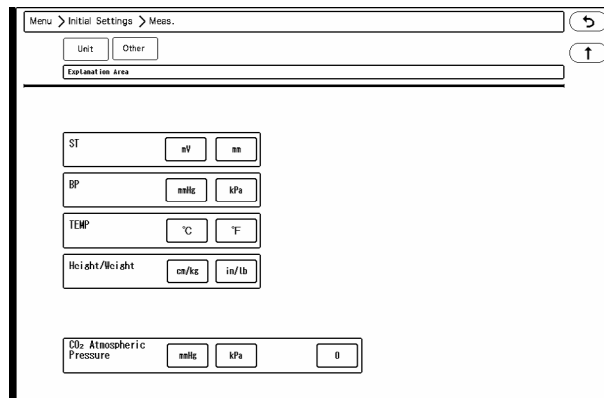 Menu > Initial Settings > Meas.
Unit Other
Explanation Area
ST mV mm
BP mmHg kPa
TEMP ℃ ℉
Height/Weight cm/kg in/lb
CO₂ Atmospheric
Pressure mmHg kPa 0